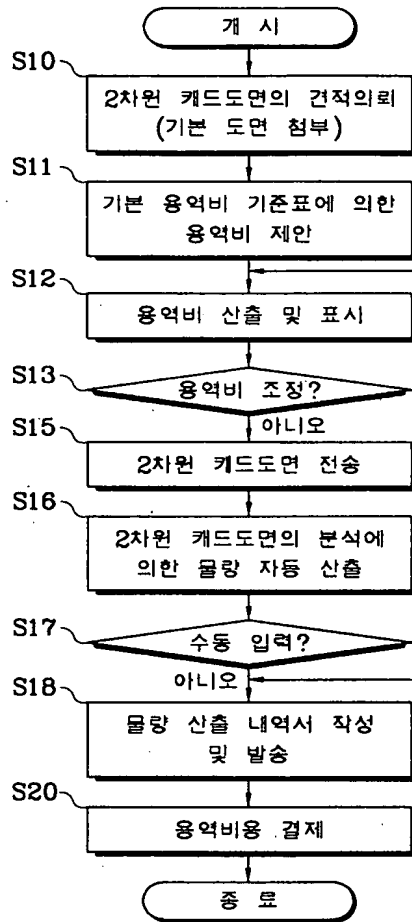 개 시
S10
2차원 캐드도면의 견적의뢰
(기본 도면 첨부)
S11
기본 용역비 기준표에 의한
용역비 제안
S12
용역비 산출 및 표시
S13
용역비 조정?
아니오
S15
2차원 캐드도면 전송
S16
2차원 캐드도면의 분석에
의한 물량 자동 산출
S17
수동 입력?
아니오
S18
물량 산출 내역서 작성
및 발송
S20
용역비용 결제
종 료